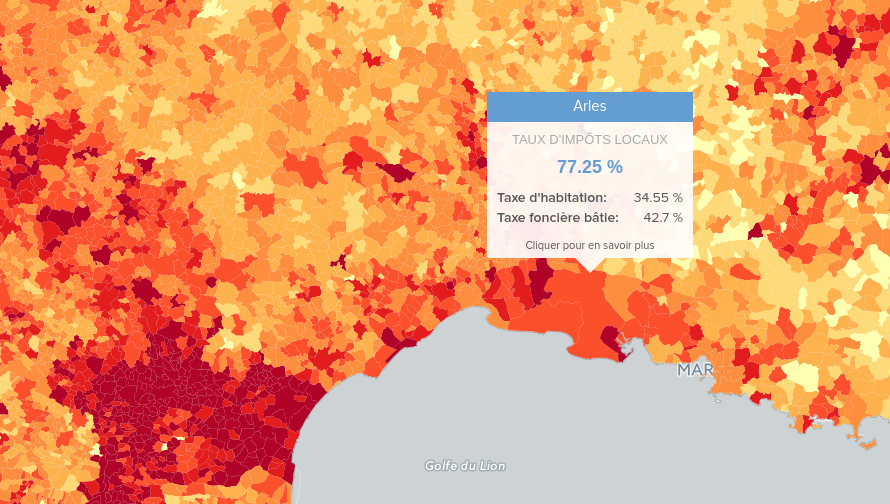 Arles
TAUX D'IMPÔTS LOCAUX
77.25 %
Taxe d'habitation: 34.55 %
Taxe foncière bâtie: 42.7 %
Cliquer pour en savoir plus
MAR
Golfe du Lion